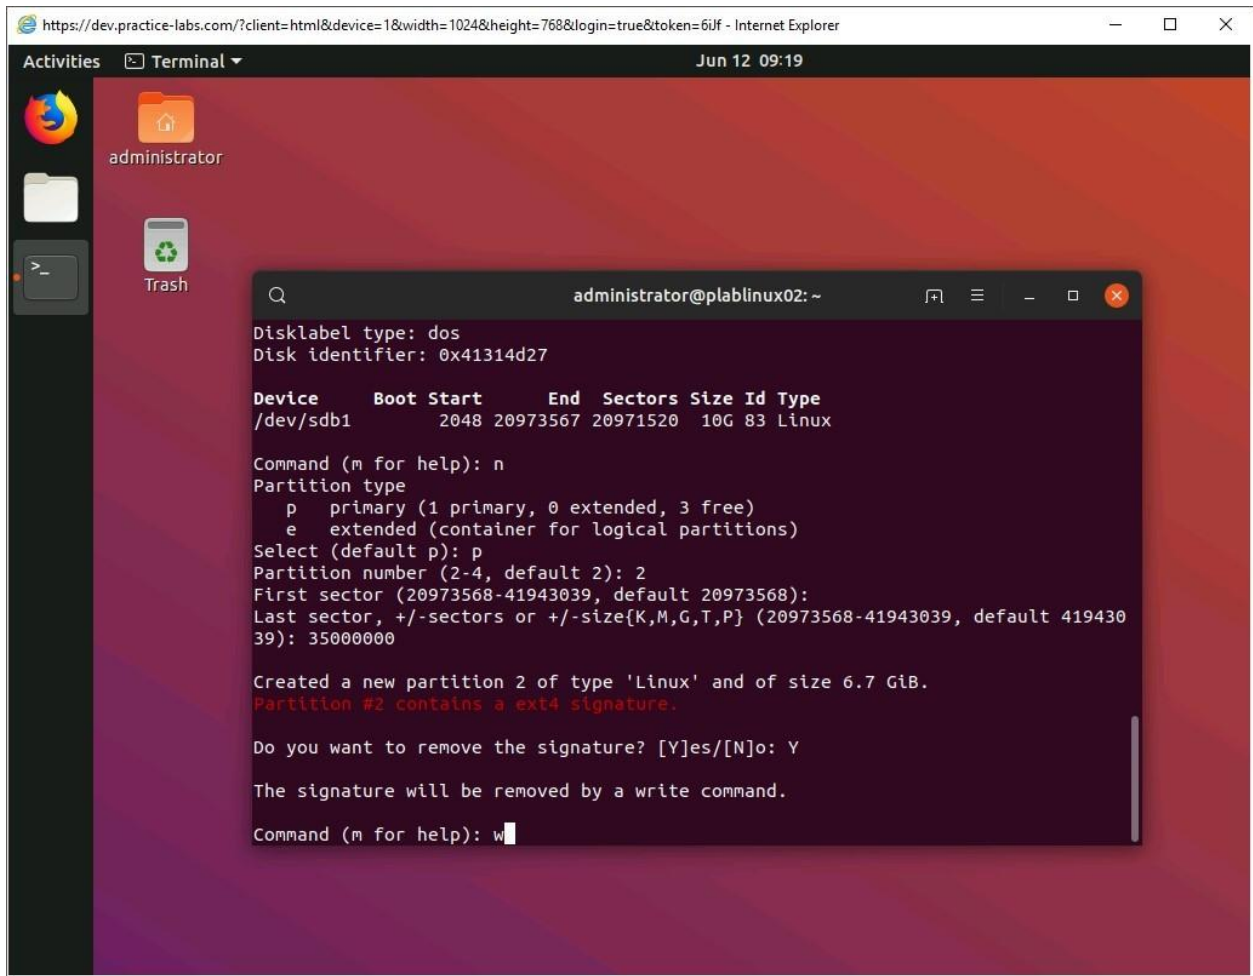 https://dev.practice-labs.com/?client=html&device=1&width=1024&height=768&login=true&token=6iJf - Internet Explorer
Activities Terminal Jun 12 09:19
administrator
Trash
administrator@plablinux02: ~
Disklabel type: dos
Disk identifier: 0x41314d27
Device Boot Start End Sectors Size Id Type
/dev/sdb1 2048 20973567 20971520 10G 83 Linux
Command (m for help): n
Partition type
p primary (1 primary, 0 extended, 3 free)
e extended (container for logical partitions)
Select (default p): p
Partition number (2-4, default 2): 2
First sector (20973568-41943039, default 20973568):
Last sector, +/-sectors or +/-size{K,M,G,T,P} (20973568-41943039, default 419430
39): 35000000
Created a new partition 2 of type 'Linux' and of size 6.7 GiB.
Partition #2 contains a ext4 signature.
Do you want to remove the signature? [Y]es/[N]o: Y
The signature will be removed by a write command.
Command (m for help): w